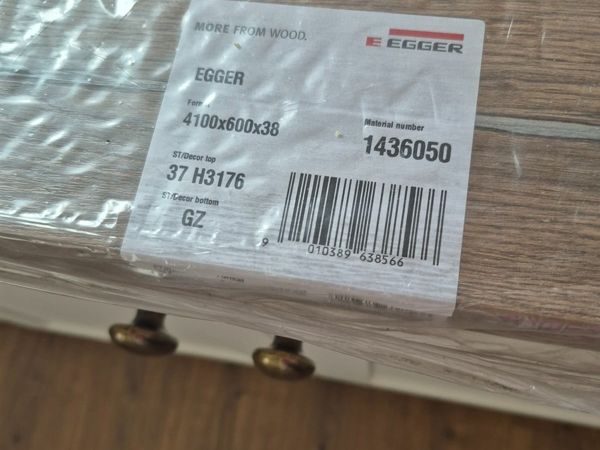 MORE FROM WOOD.
E EGGER
EGGER
Format
4100x600x38
Material number
1436050
ST/Decor top
37 H3176
ST/Decor bottom
GZ
9 010389 638566